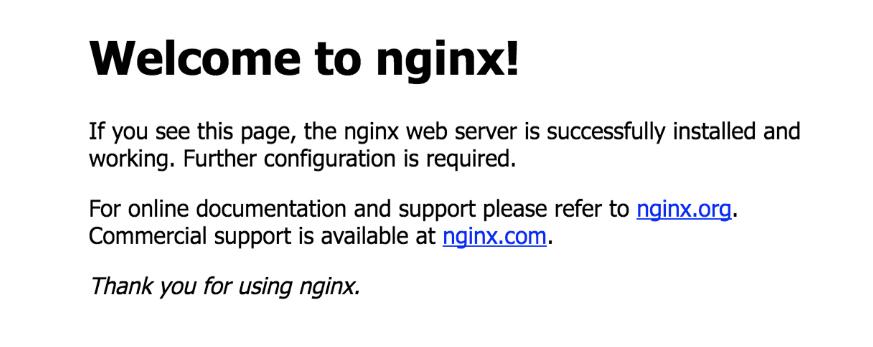 Welcome to nginx!
If you see this page, the nginx web server is successfully installed and
working. Further configuration is required.
For online documentation and support please refer to nginx.org.
Commercial support is available at nginx.com.
Thank you for using nginx.